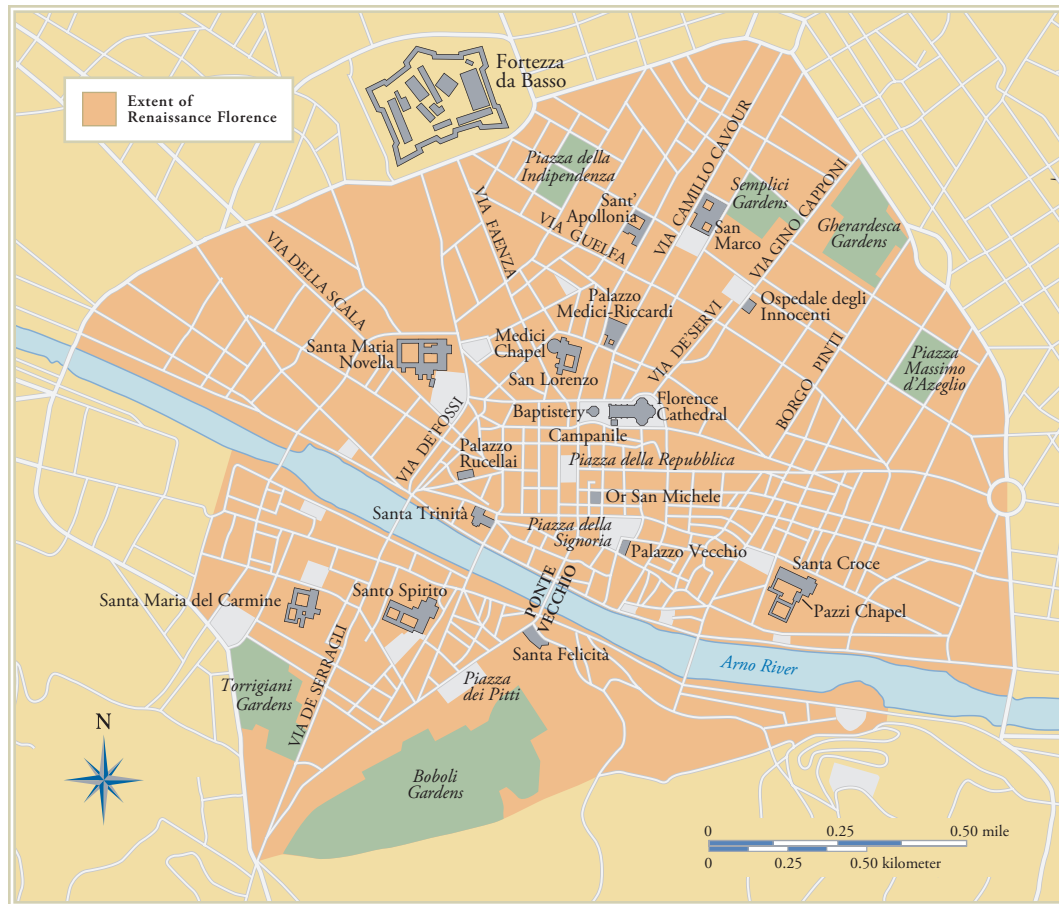 Fortezza
da Basso
Extent of
Renaissance Florence
Piazza della
Indipendenza
VIA CAMILLO CAVOUR
Semplici
Gardens
VIA GINO CAPPONI
Gherardesca
Gardens
Sant'
Apollonia
San
Marco
VIA FAENZA
VIA GUELFA
VIA DELLA SCALA
Palazzo
Medici-Riccardi
Ospedale degli
Innocenti
VIA DE'SERVI
Santa Maria
Novella
Medici
Chapel
San Lorenzo
BORGO PINTI
Piazza
Massimo
d'Azeglio
Baptistery
Florence
Cathedral
Campanile
VIA DE'FOSSI
Palazzo
Rucellai
Piazza della Repubblica
Or San Michele
Santa Trinità
Piazza della
Signoria
Palazzo Vecchio
Santa Croce
Pazzi Chapel
PONTE
VECCHIO
Santa Maria del Carmine
Santo Spirito
Santa Felicità
Arno River
Piazza
dei Pitti
Torrigiani
Gardens
VIA DE SERRAGLI
Boboli
Gardens
N
0 0.25 0.50 mile
0 0.25 0.50 kilometer